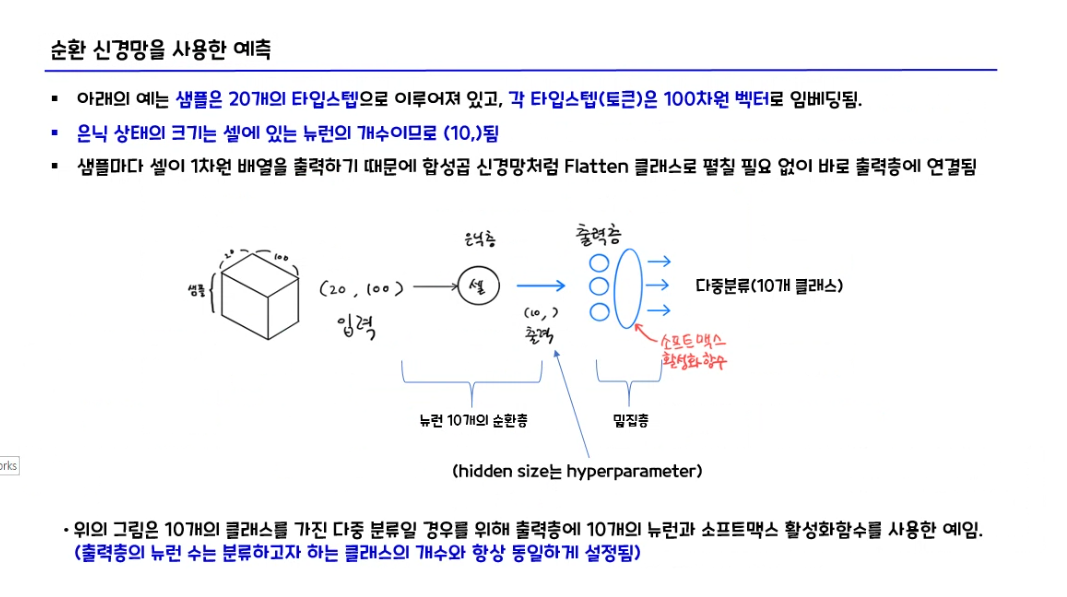 순환 신경망을 사용한 예측
▪ 아래의 예는 샘플은 20개의 타입스텝으로 이루어져 있고, 각 타입스텝(토큰)은 100차원 벡터로 임베딩됨.
▪ 은닉 상태의 크기는 셀에 있는 뉴런의 개수이므로 (10,)됨
▪ 샘플마다 셀이 1차원 배열을 출력하기 때문에 합성곱 신경망처럼 Flatten 클래스로 펼칠 필요 없이 바로 출력층에 연결됨
은닉층
출력층
20
100
샘플
(20, 100)
셀
다중분류(10개 클래스)
입력
(10, )
출력
소프트맥스
활성화 함수
뉴런 10개의 순환층
밀집층
(hidden size는 hyperparameter)
orks
• 위의 그림은 10개의 클래스를 가진 다중 분류일 경우를 위해 출력층에 10개의 뉴런과 소프트맥스 활성화함수를 사용한 예임.
(출력층의 뉴런 수는 분류하고자 하는 클래스의 개수와 항상 동일하게 설정됨)